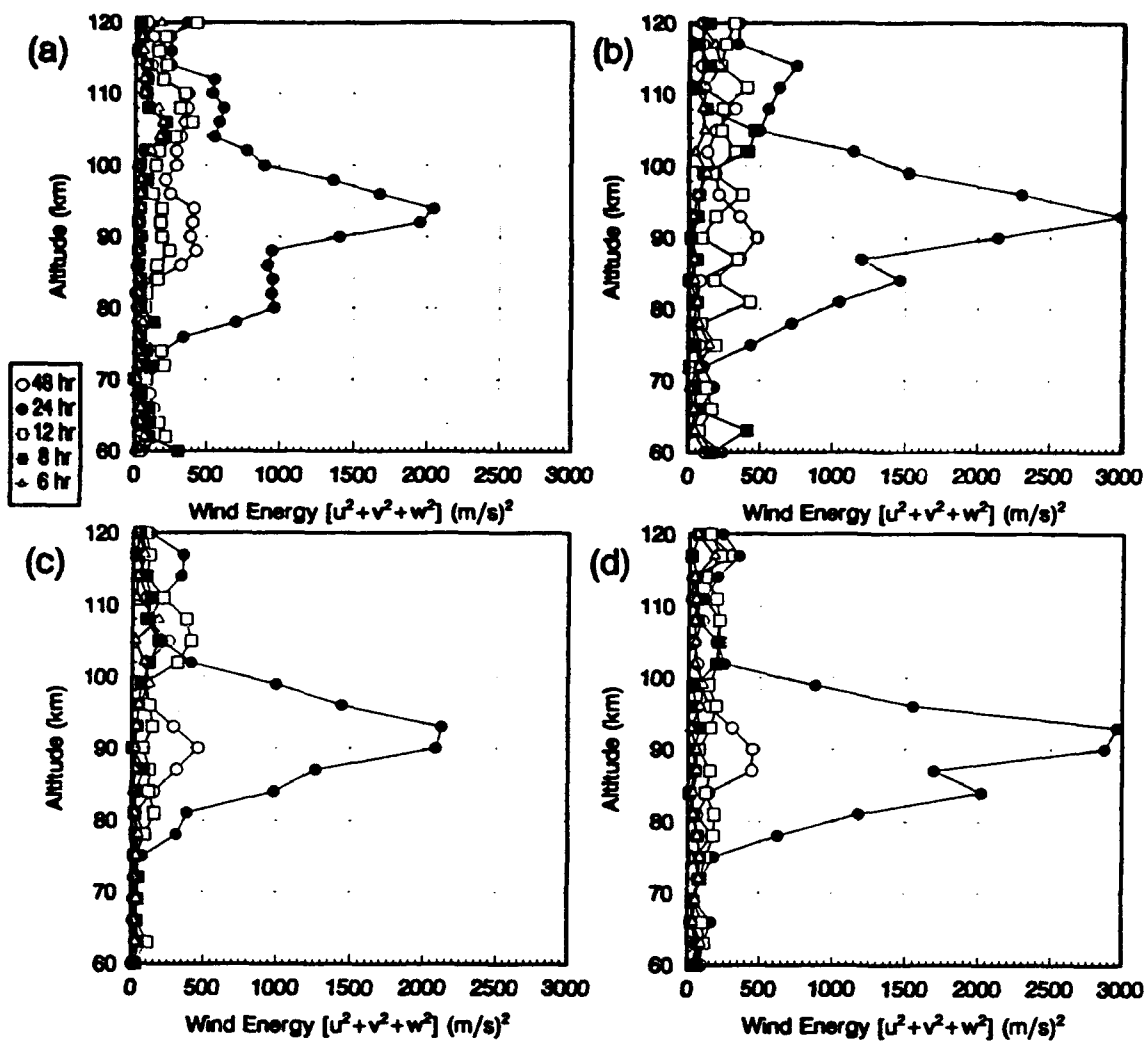 (a)
120
110
100
90
80
70
60
Altitude (km)
0 500 1000 1500 2000 2500 3000
Wind Energy [u²+v²+w²] (m/s)²
(b)
120
110
100
90
80
70
60
Altitude (km)
0 500 1000 1500 2000 2500 3000
Wind Energy [u²+v²+w²] (m/s)²
48 hr
24 hr
12 hr
8 hr
6 hr
(c)
120
110
100
90
80
70
60
Altitude (km)
0 500 1000 1500 2000 2500 3000
Wind Energy [u²+v²+w²] (m/s)²
(d)
120
110
100
90
80
70
60
Altitude (km)
0 500 1000 1500 2000 2500 3000
Wind Energy [u²+v²+w²] (m/s)²